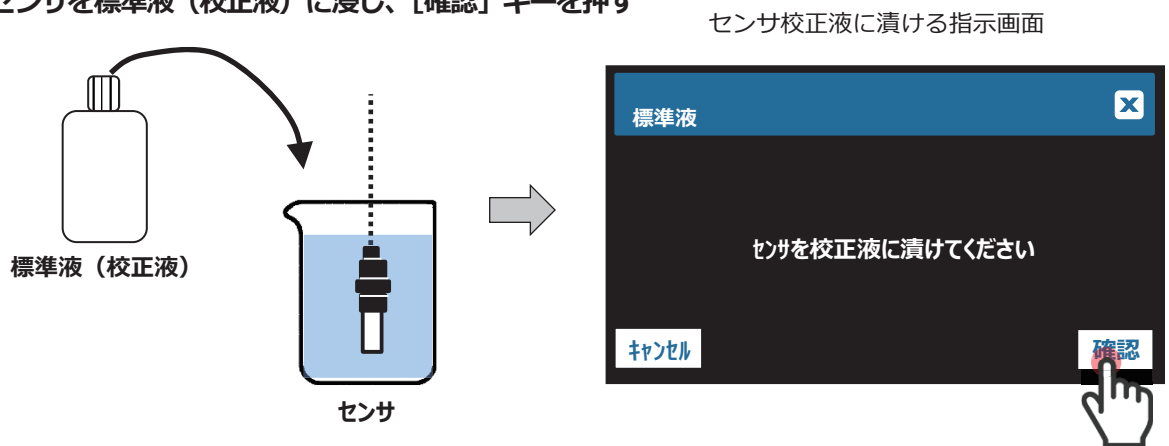 センサを標準液（校正液）に浸し、［確認］キーを押す
センサ校正液に漬ける指示画面
標準液
標準液（校正液）
ｾﾝｻを校正液に漬けてください
ｷｬﾝｾﾙ
確認
センサ